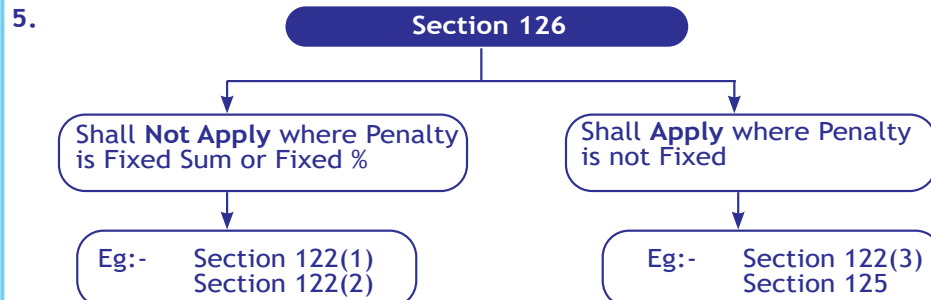 5.
Section 126
Shall Not Apply where Penalty
is Fixed Sum or Fixed %
Shall Apply where Penalty
is not Fixed
Eg:- Section 122(1)
Section 122(2)
Eg:- Section 122(3)
Section 125